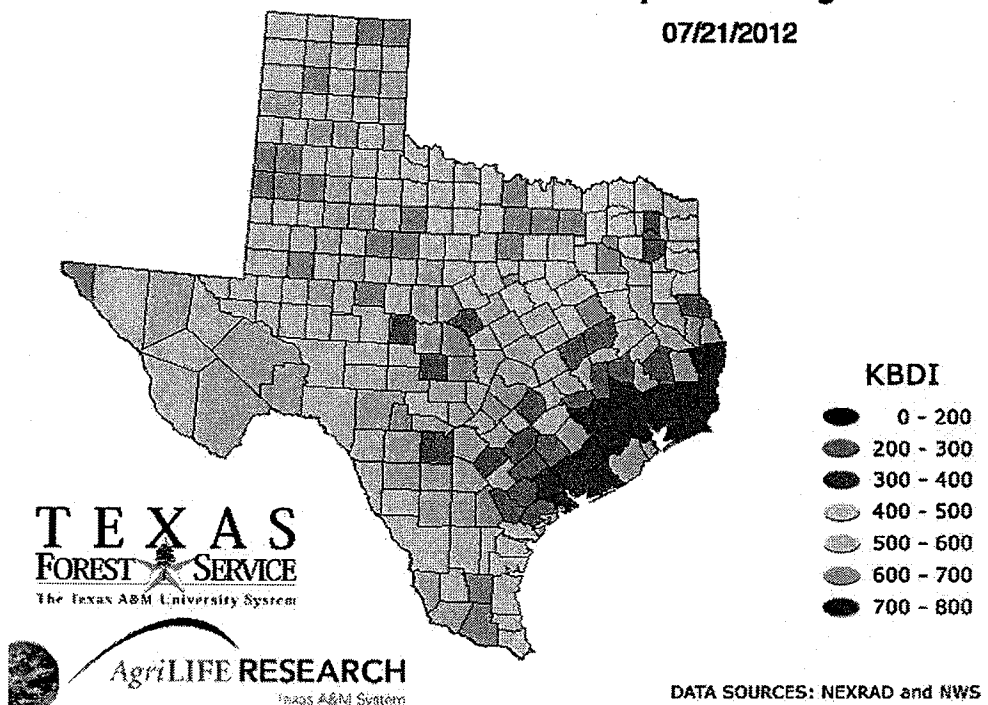 07/21/2012
KBDI
0 - 200
200 - 300
300 - 400
400 - 500
500 - 600
600 - 700
700 - 800
TEXAS
FOREST SERVICE
The Texas A&M University System
AgriLIFE RESEARCH
Texas A&M System
DATA SOURCES: NEXRAD and NWS